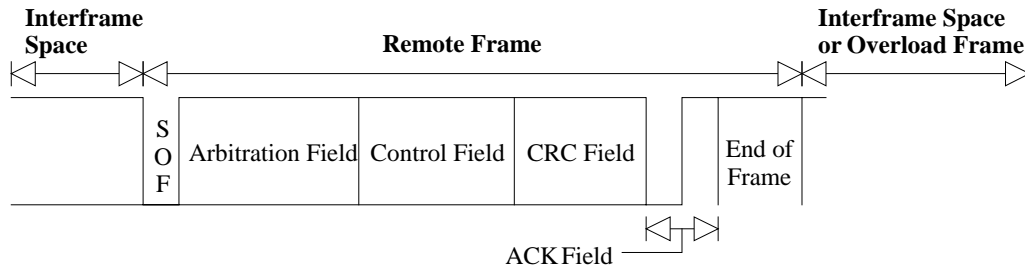 Interframe
Space
Remote Frame
Interframe Space
or Overload Frame
S
O
F
Arbitration Field
Control Field
CRC Field
End of
Frame
ACK Field